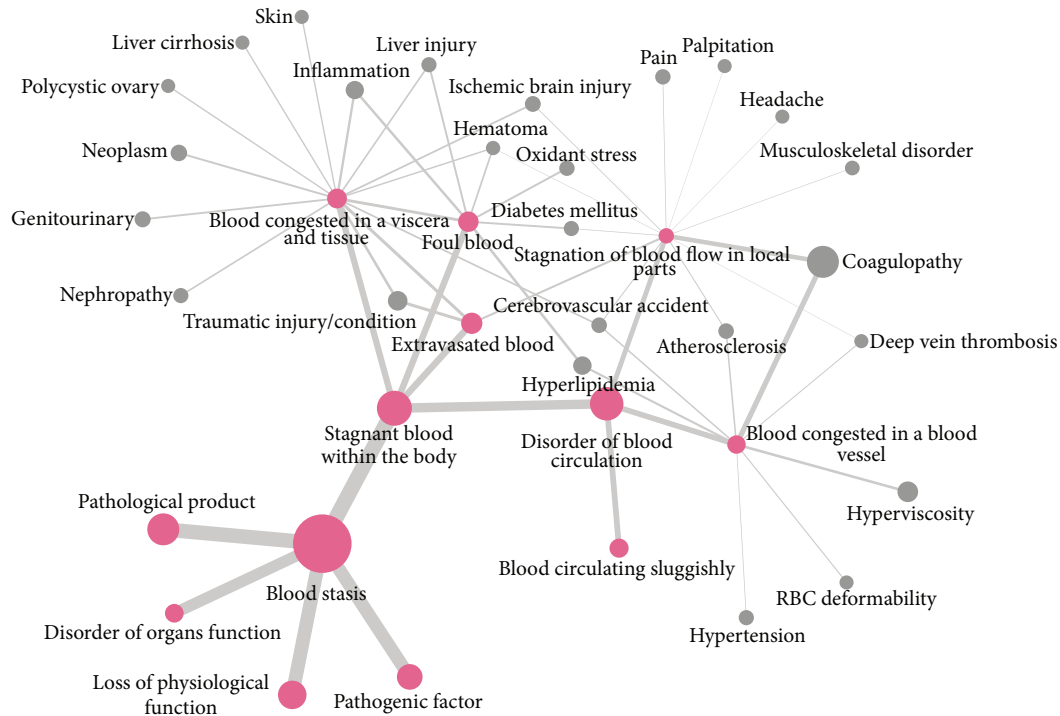 Skin
Liver cirrhosis
Liver injury
Inflammation
Pain
Palpitation
Polycystic ovary
Ischemic brain injury
Headache
Hematoma
Neoplasm
Oxidant stress
Musculoskeletal disorder
Genitourinary
Blood congested in a viscera
and tissue
Foul blood
Diabetes mellitus
Stagnation of blood flow in local
parts
Coagulopathy
Nephropathy
Traumatic injury/condition
Cerebrovascular accident
Extravasated blood
Atherosclerosis
Deep vein thrombosis
Hyperlipidema
Stagnant blood
within the body
Disorder of blood
circulation
Blood congested in a blood
vessel
Pathological product
Hyperviscosity
Blood circulating sluggishly
Blood stasis
RBC deformability
Disorder of organs function
Hypertension
Loss of physiological
function
Pathogenic factor